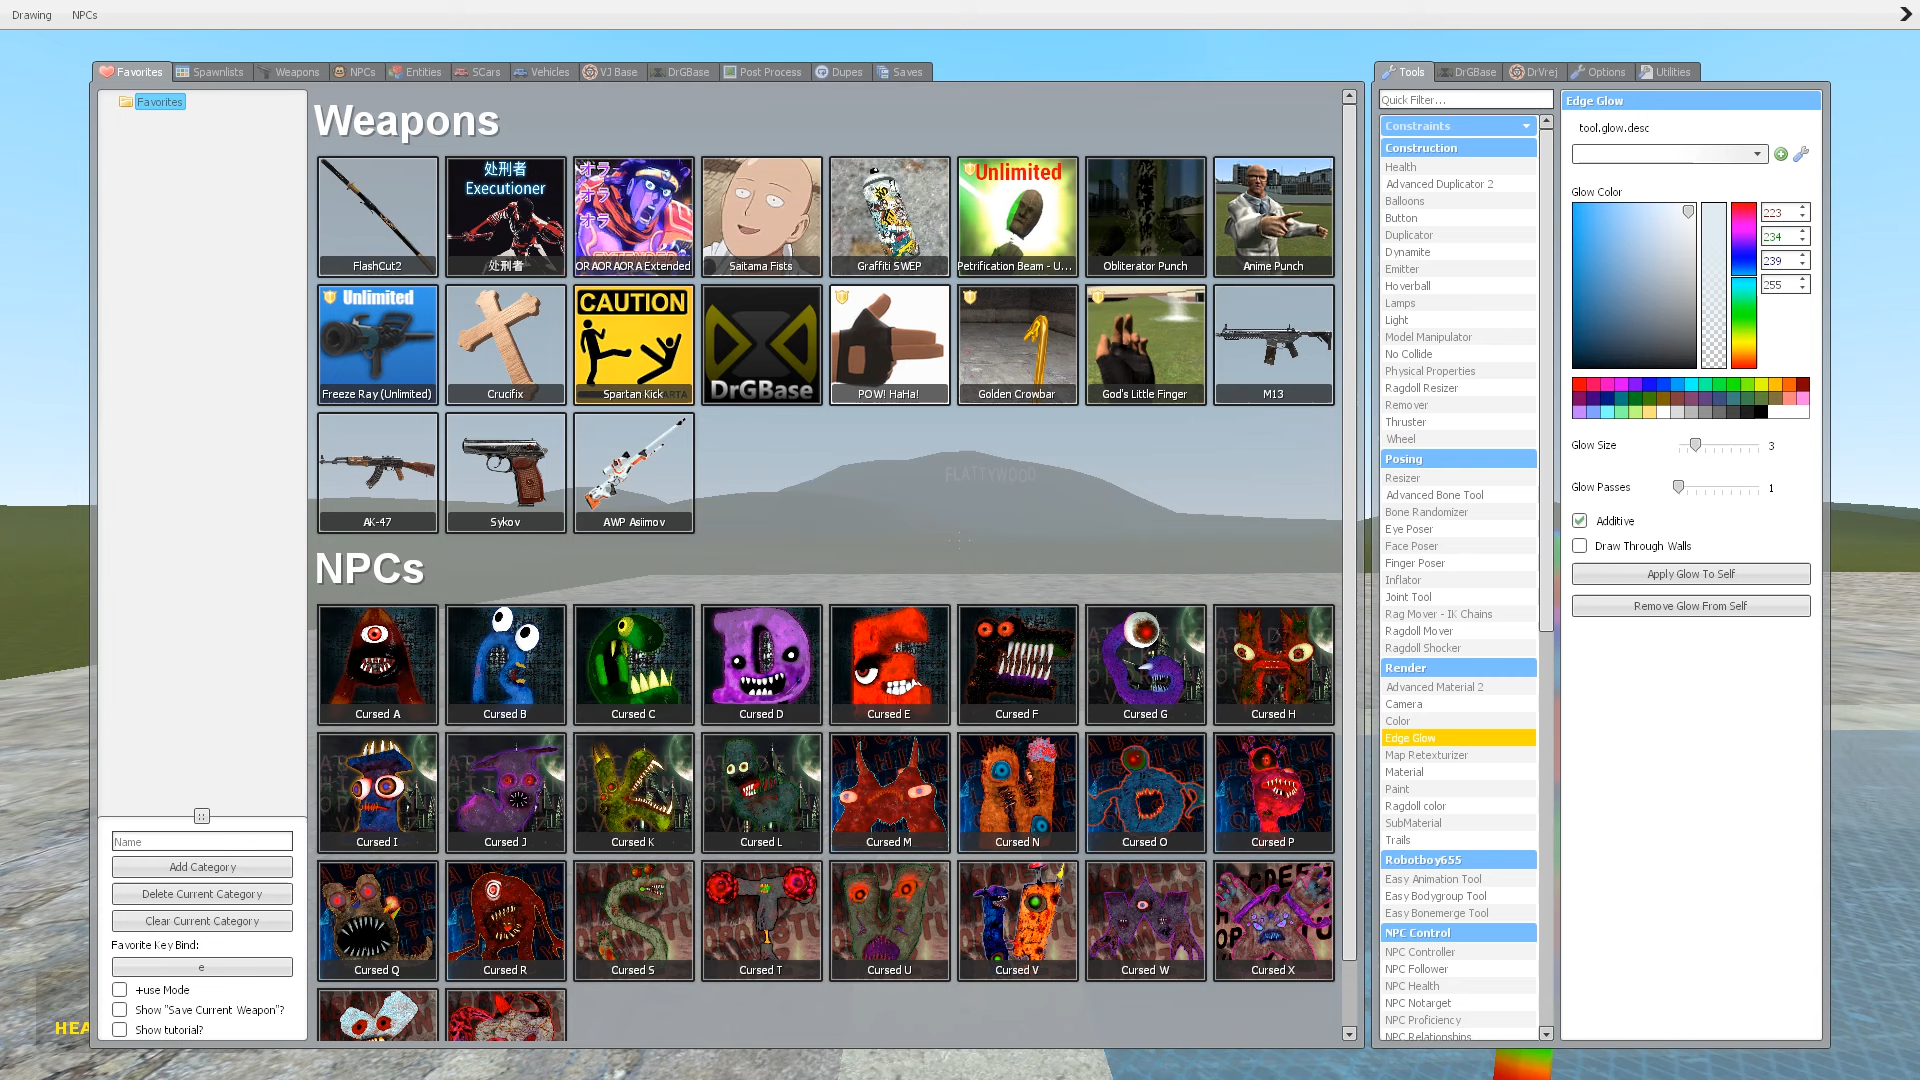 Drawing NPCs
Favorites Spawnlists Weapons NPCs Entities SCars Vehicles VJ Base DrGBase Post Process Dupes Saves
Favorites
Weapons
处刑者
Executioner
オラ
オラ
オラ
Unlimited
FlashCut2 处刑者 ORAORAORA Extended Saitama Fists Graffiti SWEP Petrification Beam - U... Obliterator Punch Anime Punch
Unlimited
CAUTION
DrGBase
Freeze Ray (Unlimited) Crucifix Spartan Kick POW! HaHa! Golden Crowbar God's Little Finger M13
FLATTYWOOD
AK-47 Sykov AWP Asiimov
NPCs
Cursed A Cursed B Cursed C Cursed D Cursed E Cursed F Cursed G Cursed H
Cursed I Cursed J Cursed K Cursed L Cursed M Cursed N Cursed O Cursed P
Cursed Q Cursed R Cursed S Cursed T Cursed U Cursed V Cursed W Cursed X
Name
Add Category
Delete Current Category
Clear Current Category
Favorite Key Bind:
e
+use Mode
Show "Save Current Weapon"?
Show tutorial?
HEA
Tools DrGBase DrVrej Options Utilities
Quick Filter...
Constraints
Construction
Health
Advanced Duplicator 2
Balloons
Button
Duplicator
Dynamite
Emitter
Hoverball
Lamps
Light
Model Manipulator
No Collide
Physical Properties
Ragdoll Resizer
Remover
Thruster
Wheel
Posing
Resizer
Advanced Bone Tool
Bone Randomizer
Eye Poser
Face Poser
Finger Poser
Inflator
Joint Tool
Rag Mover - IK Chains
Ragdoll Mover
Ragdoll Shocker
Render
Advanced Material 2
Camera
Color
Edge Glow
Map Retexturizer
Material
Paint
Ragdoll color
SubMaterial
Trails
Robotboy655
Easy Animation Tool
Easy Bodygroup Tool
Easy Bonemerge Tool
NPC Control
NPC Controller
NPC Follower
NPC Health
NPC Notarget
NPC Proficiency
NPC Relationships
Edge Glow
tool.glow.desc
Glow Color
223
234
239
255
Glow Size 3
Glow Passes 1
Additive
Draw Through Walls
Apply Glow To Self
Remove Glow From Self